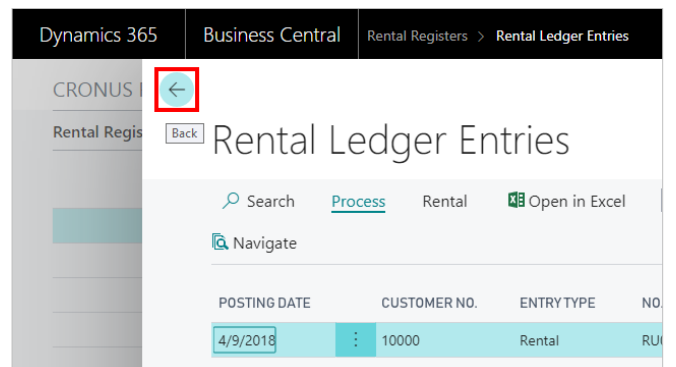 Dynamics 365 Business Central Rental Registers > Rental Ledger Entries
CRONUS
Rental Regis
Back
Rental Ledger Entries
Search Process Rental Open in Excel
Navigate
POSTING DATE CUSTOMER NO. ENTRY TYPE NO.
4/9/2018 10000 Rental